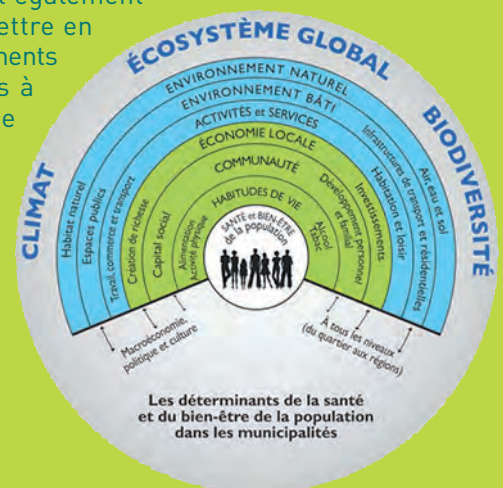 également
ettre en
ments
s à
e
ÉCOSYSTÈME GLOBAL
CLIMAT
BIODIVERSITÉ
ENVIRONNEMENT NATUREL
Habitat naturel
Air, eau et sol
ENVIRONNEMENT BÂTI
Espaces publics
Infrastructures de transport et résidentielles
ACTIVITÉS et SERVICES
Travail, commerce et transport
Habitation et loisir
ÉCONOMIE LOCALE
Création de richesse
Investissements
COMMUNAUTÉ
Capital social
Développement personnel
et familial
HABITUDES DE VIE
Alimentation
Activité physique
Alcool
Tabac
SANTÉ et BIEN-ÊTRE
de la population
Macroéconomie,
politique et culture
À tous les niveaux
(du quartier aux régions)
Les déterminants de la santé
et du bien-être de la population
dans les municipalités